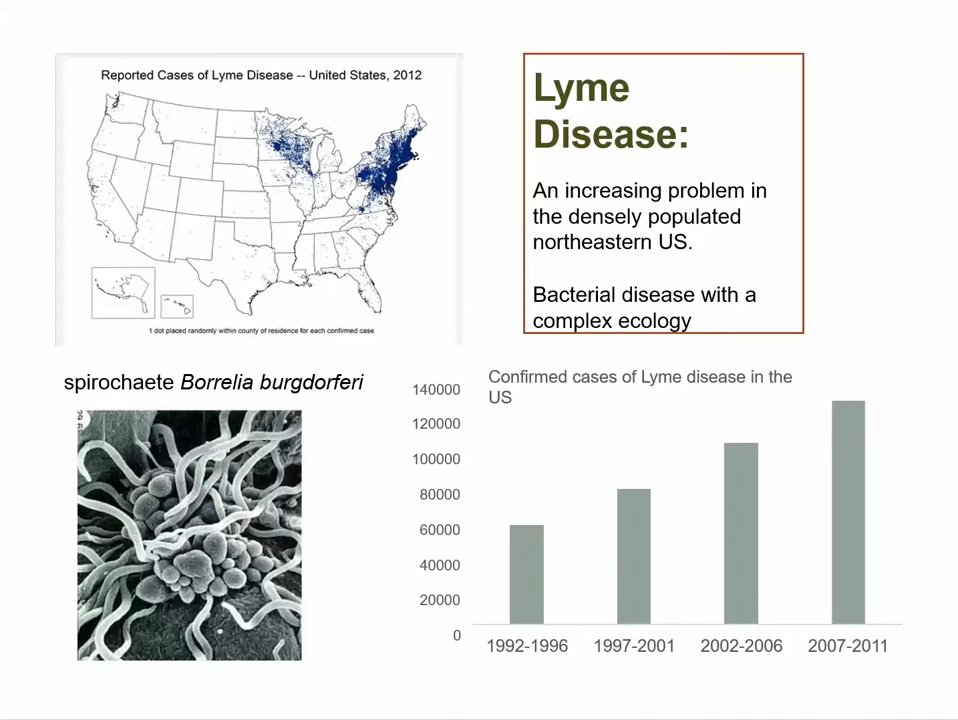 Reported Cases of Lyme Disease -- United States, 2012
1 dot placed randomly within county of residence for each confirmed case
Lyme
Disease:
An increasing problem in
the densely populated
northeastern US.
Bacterial disease with a
complex ecology
spirochaete Borrelia burgdorferi
Confirmed cases of Lyme disease in the
US
140000
120000
100000
80000
60000
40000
20000
0
1992-1996 1997-2001 2002-2006 2007-2011